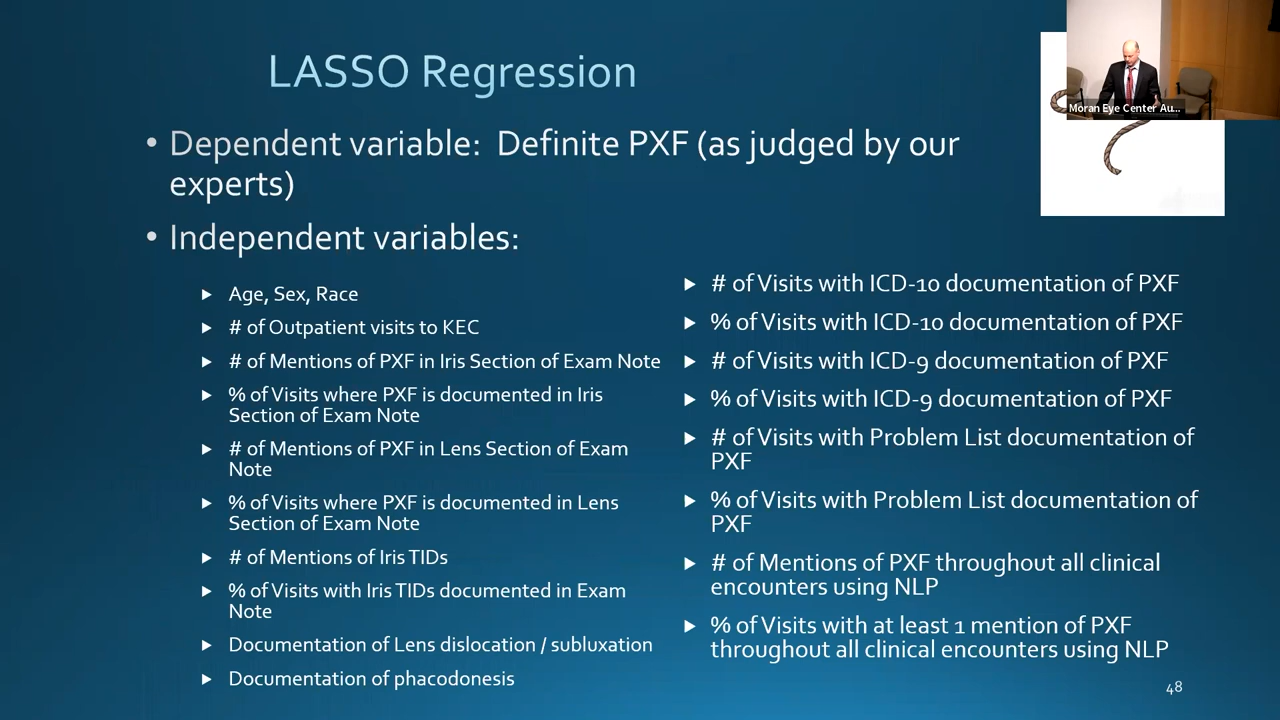 LASSO Regression
• Dependent variable: Definite PXF (as judged by our
experts)
• Independent variables:
Age, Sex, Race
# of Outpatient visits to KEC
# of Mentions of PXF in Iris Section of Exam Note
% of Visits where PXF is documented in Iris
Section of Exam Note
# of Mentions of PXF in Lens Section of Exam
Note
% of Visits where PXF is documented in Lens
Section of Exam Note
# of Mentions of Iris TIDs
% of Visits with Iris TIDs documented in Exam
Note
Documentation of Lens dislocation / subluxation
Documentation of phacodonesis
# of Visits with ICD-10 documentation of PXF
% of Visits with ICD-10 documentation of PXF
# of Visits with ICD-9 documentation of PXF
% of Visits with ICD-9 documentation of PXF
# of Visits with Problem List documentation of
PXF
% of Visits with Problem List documentation of
PXF
# of Mentions of PXF throughout all clinical
encounters using NLP
% of Visits with at least 1 mention of PXF
throughout all clinical encounters using NLP
48
Moran Eye Center Au...